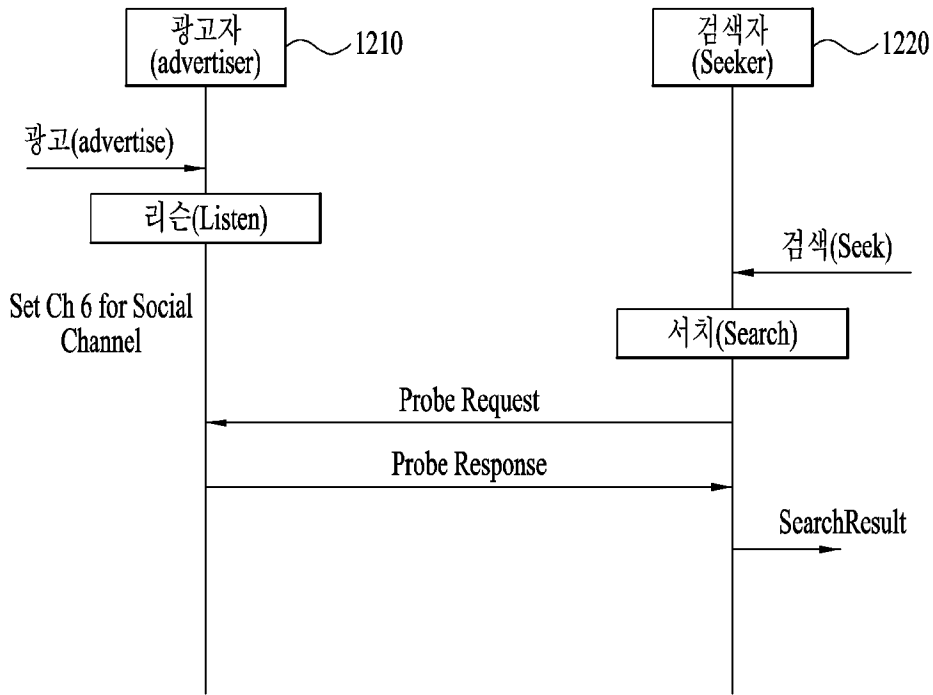 광고자
(advertiser)
1210
검색자
(Seeker)
1220
광고(advertise)
리슨(Listen)
검색(Seek)
Set Ch 6 for Social
Channel
서치(Search)
Probe Request
Probe Response
SearchResult